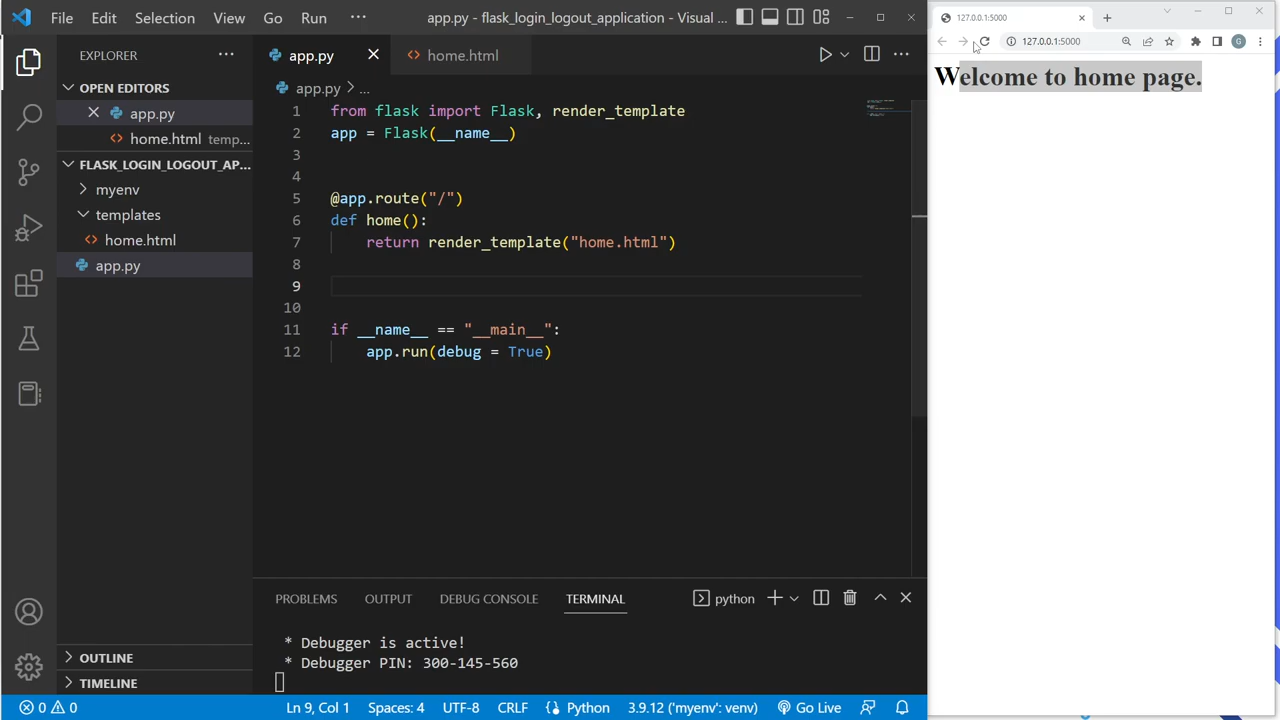 File Edit Selection View Go Run ··· app.py - flask_login_logout_application - Visual ...
EXPLORER
OPEN EDITORS
app.py
home.html temp...
FLASK_LOGIN_LOGOUT_AP...
myenv
templates
home.html
app.py
OUTLINE
TIMELINE
app.py
home.html
app.py > ...
1 from flask import Flask, render_template
2 app = Flask(__name__)
3
4
5 @app.route("/")
6 def home():
7 return render_template("home.html")
8
9
10
11 if __name__ == "__main__":
12 app.run(debug = True)
PROBLEMS OUTPUT DEBUG CONSOLE TERMINAL python
* Debugger is active!
* Debugger PIN: 300-145-560
0 0 Ln 9, Col 1 Spaces: 4 UTF-8 CRLF Python 3.9.12 ('myenv': venv) Go Live
127.0.0.1:5000
127.0.0.1:5000 G
Welcome to home page.